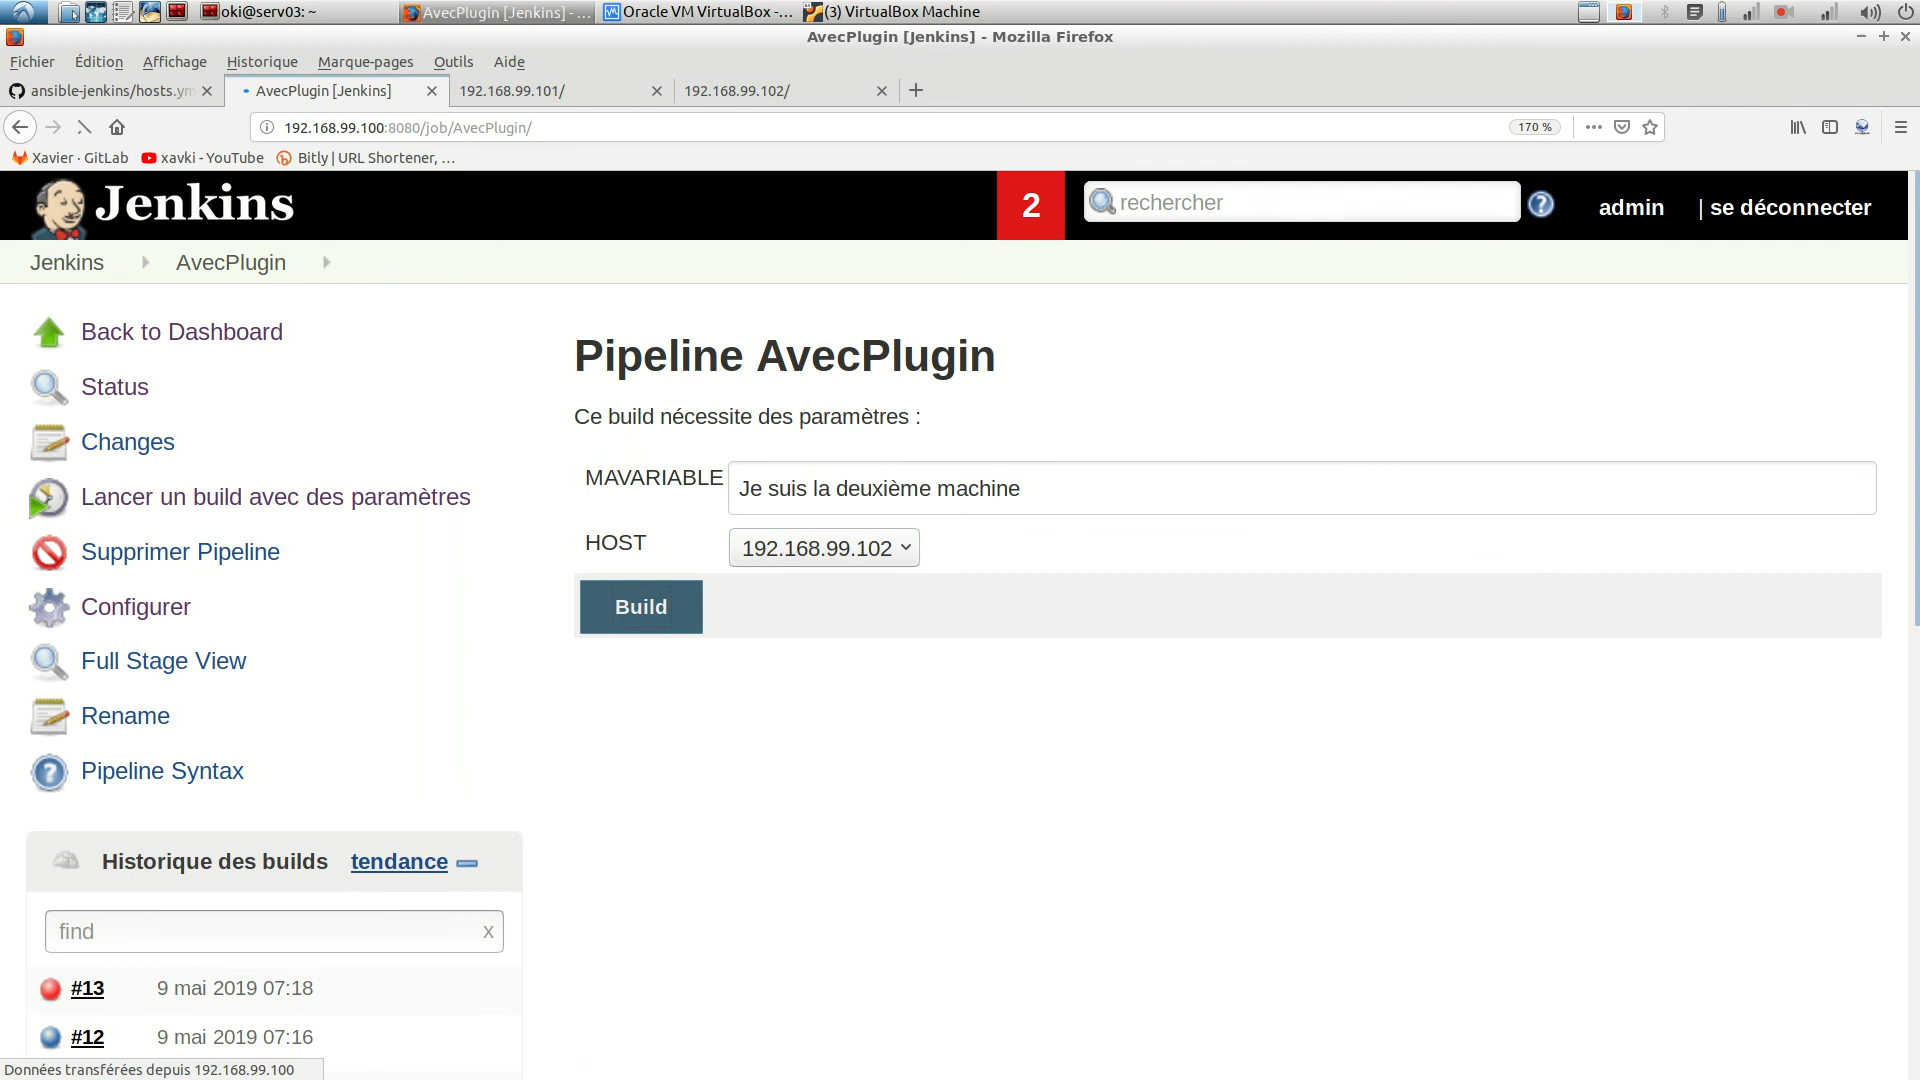 oki@serv03: ~
AvecPlugin [Jenkins] - ...
Oracle VM VirtualBox -...
(3) VirtualBox Machine
AvecPlugin [Jenkins] - Mozilla Firefox
Fichier Édition Affichage Historique Marque-pages Outils Aide
ansible-jenkins/hosts.ym
AvecPlugin [Jenkins]
192.168.99.101/
192.168.99.102/
192.168.99.100:8080/job/AvecPlugin/
170 %
Xavier · GitLab
xavki - YouTube
Bitly | URL Shortener, ...
Jenkins
2
rechercher
admin
| se déconnecter
Jenkins
AvecPlugin
Back to Dashboard
Status
Changes
Lancer un build avec des paramètres
Supprimer Pipeline
Configurer
Full Stage View
Rename
Pipeline Syntax
Pipeline AvecPlugin
Ce build nécessite des paramètres :
MAVARIABLE
Je suis la deuxième machine
HOST
192.168.99.102
Build
Historique des builds
tendance
find
x
#13 9 mai 2019 07:18
#12 9 mai 2019 07:16
Données transférées depuis 192.168.99.100